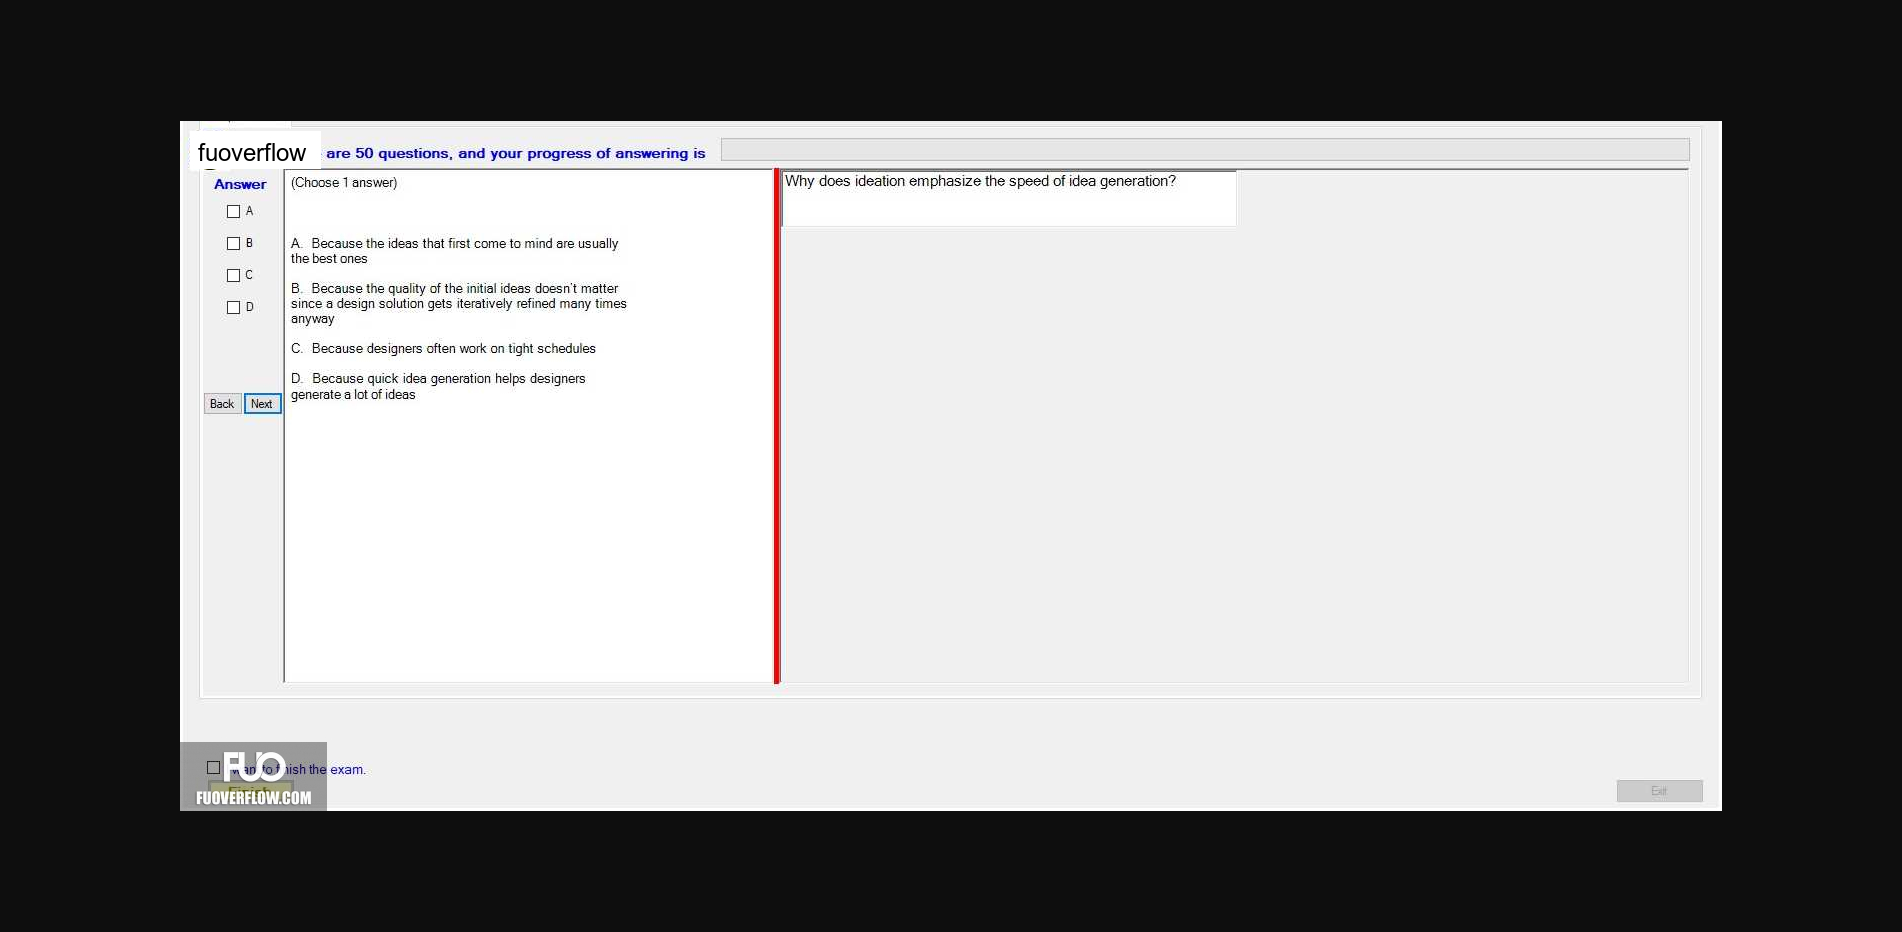 fuoverflow are 50 questions, and your progress of answering is
Answer
(Choose 1 answer)
Why does ideation emphasize the speed of idea generation?
A
B
C
D
A. Because the ideas that first come to mind are usually
the best ones
B. Because the quality of the initial ideas doesn't matter
since a design solution gets iteratively refined many times
anyway
C. Because designers often work on tight schedules
D. Because quick idea generation helps designers
generate a lot of ideas
Back Next
FUO
want to finish the exam.
Finish
FUOVERFLOW.COM
Exit